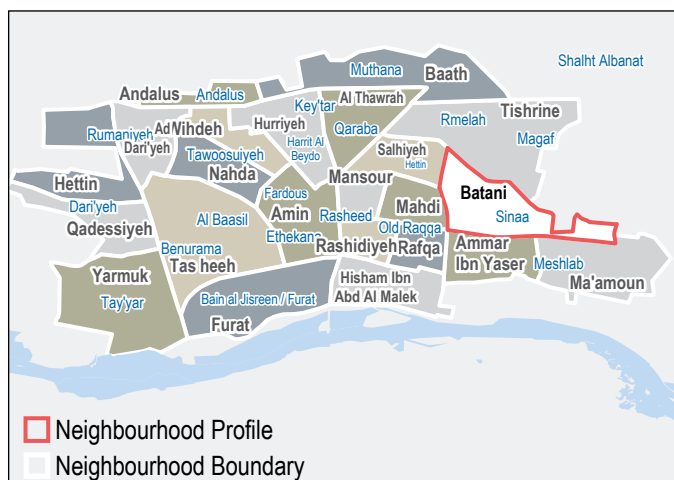 Muthana
Baath
Shalht Albanat
Andalus
Andalus
Key'tar
Al Thawrah
Tishrine
Rmelah
Magaf
Rumaniyeh
Ad Dari'yeh
Wihdeh
Hurriyeh
Harrit Al Beydo
Qaraba
Tawoosuiyeh
Nahda
Salhiyeh
Hettin
Mansour
Hettin
Dari'yeh
Qadessiyeh
Al Baasil
Fardous
Amin
Ethekana
Rasheed
Rashidiyeh
Mahdi
Old Raqqa
Rafqa
Batani
Sinaa
Ammar
Ibn Yaser
Meshlab
Ma'amoun
Benurama
Tas heeh
Yarmuk
Tay'yar
Bain al Jisreen / Furat
Furat
Hisham Ibn
Abd Al Malek
Neighbourhood Profile
Neighbourhood Boundary